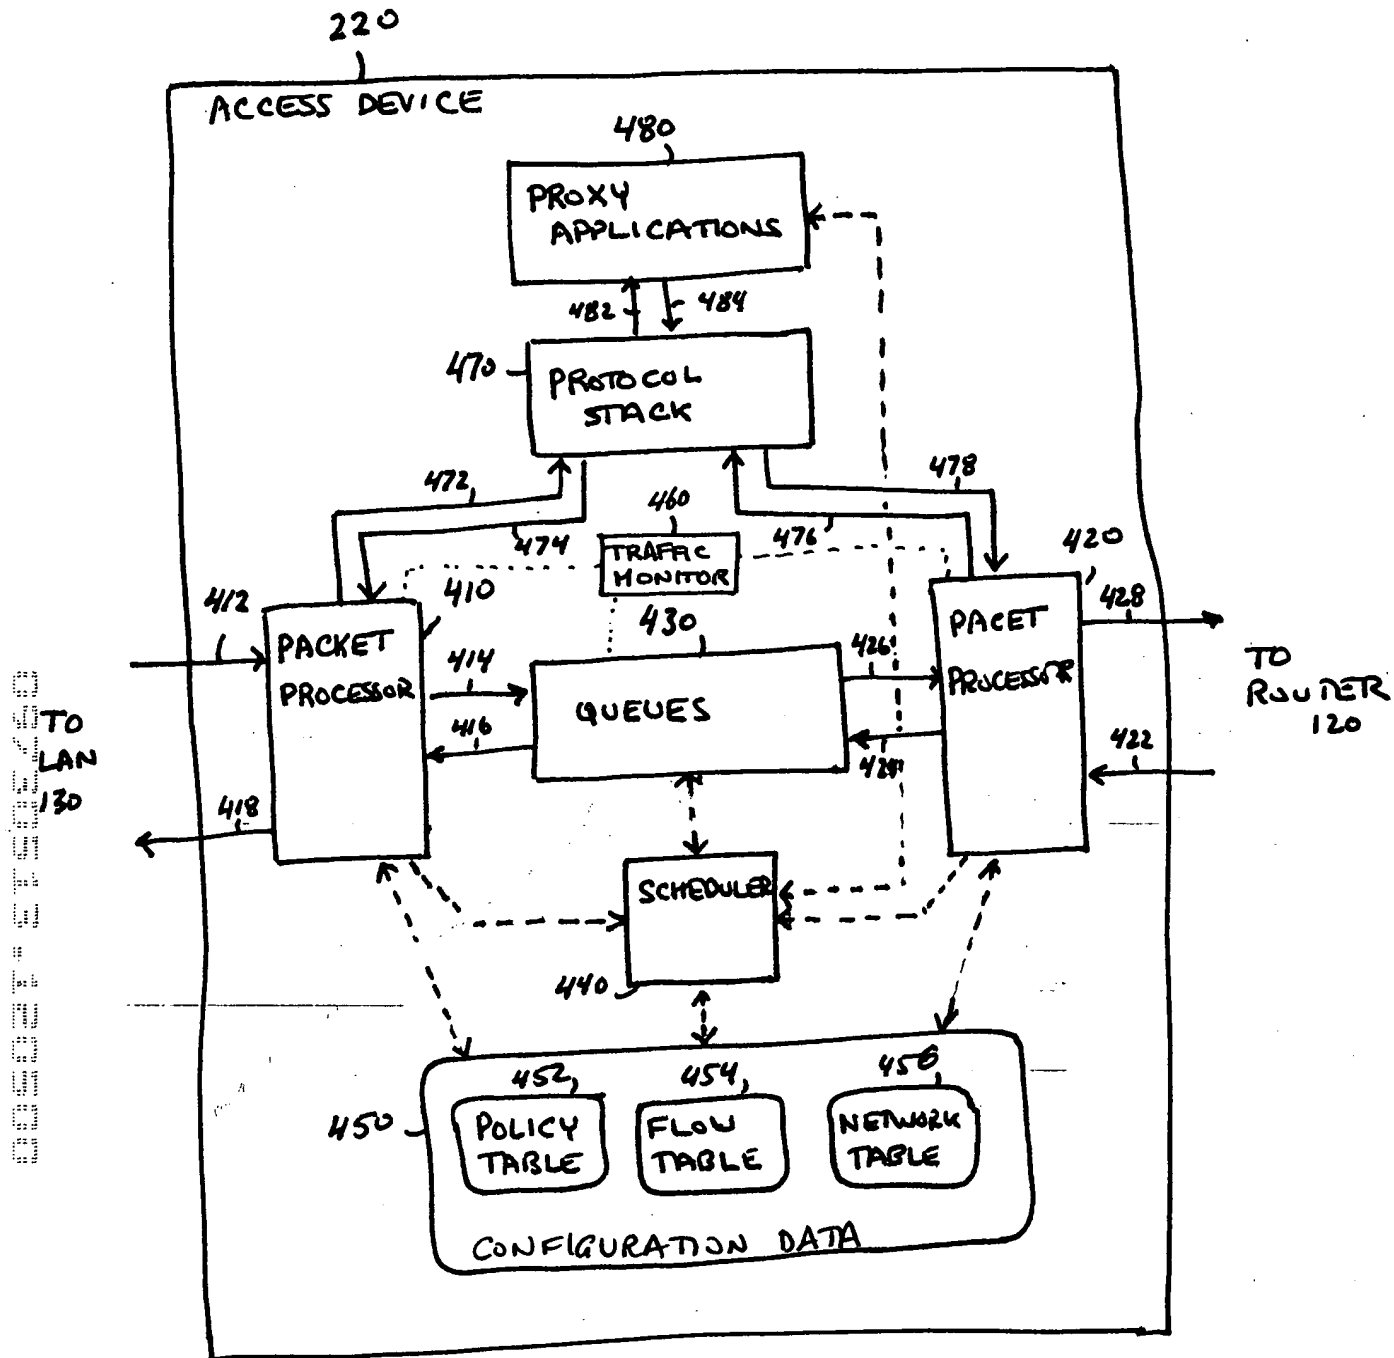 220
ACCESS DEVICE
480
PROXY
APPLICATIONS
482
484
470
PROTOCOL
STACK
472
478
460
474
476
TRAFFIC
MONITOR
420
412
410
428
PACKET
PROCESSOR
430
PACET
PROCESSOR
414
426
TO
ROUTER
120
QUEUES
416
424
422
TO
LAN
130
418
SCHEDULER
440
452
454
456
450
POLICY
TABLE
FLOW
TABLE
NETWORK
TABLE
CONFIGURATION DATA